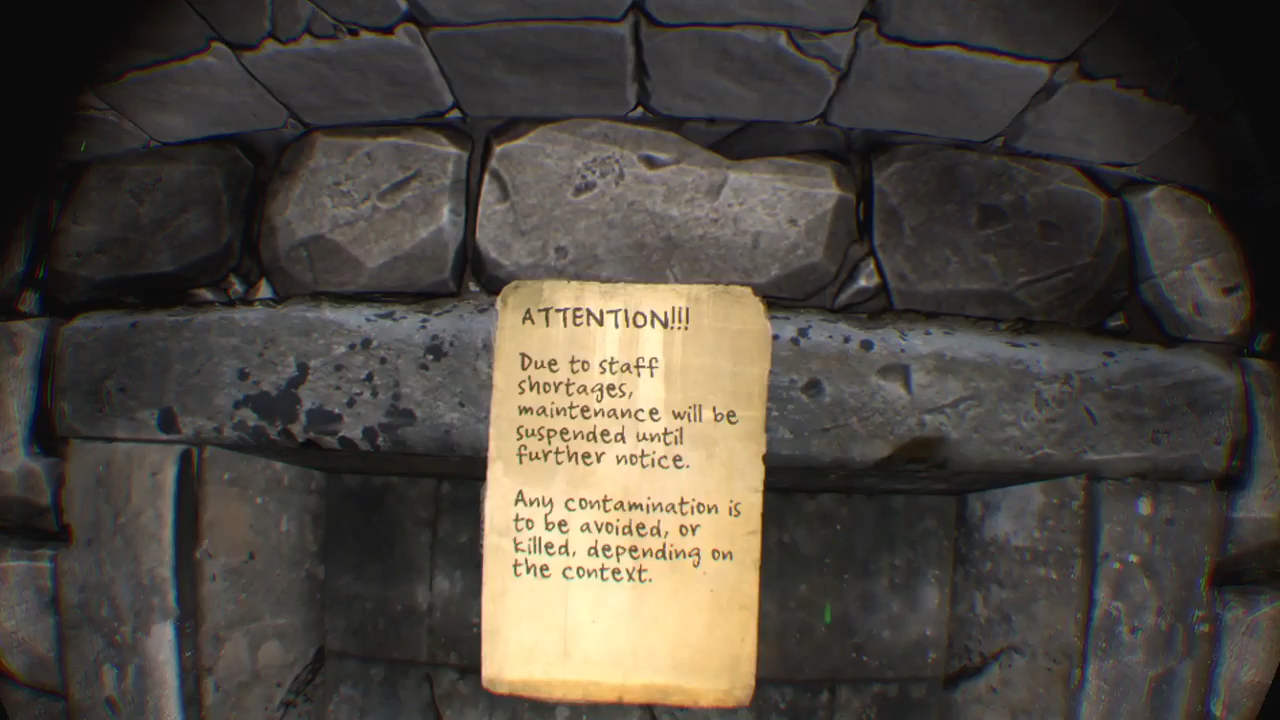 ATTENTION!!!
Due to staff
shortages,
maintenance will be
suspended until
further notice.
Any contamination is
to be avoided, or
killed, depending on
the context.